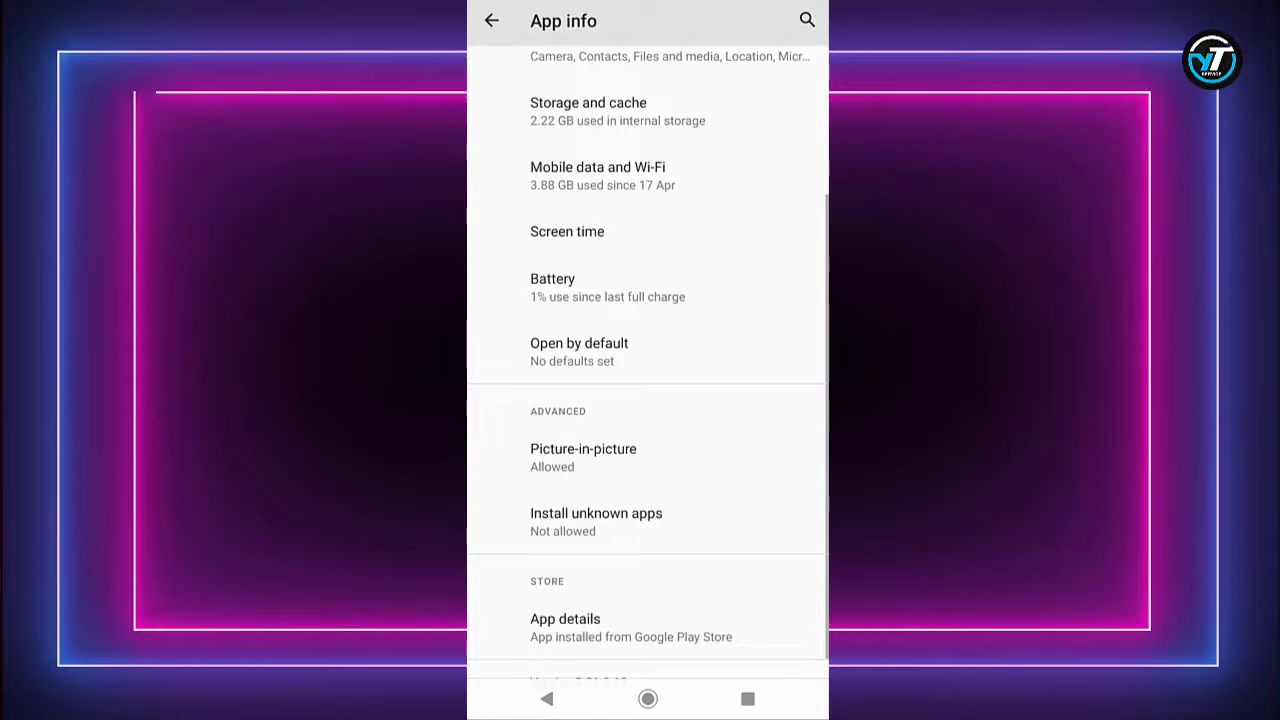 App info
Camera, Contacts, Files and media, Location, Micr...
Storage and cache
2.22 GB used in internal storage
Mobile data and Wi-Fi
3.88 GB used since 17 Apr
Screen time
Battery
1% use since last full charge
Open by default
No defaults set
ADVANCED
Picture-in-picture
Allowed
Install unknown apps
Not allowed
STORE
App details
App installed from Google Play Store
YT